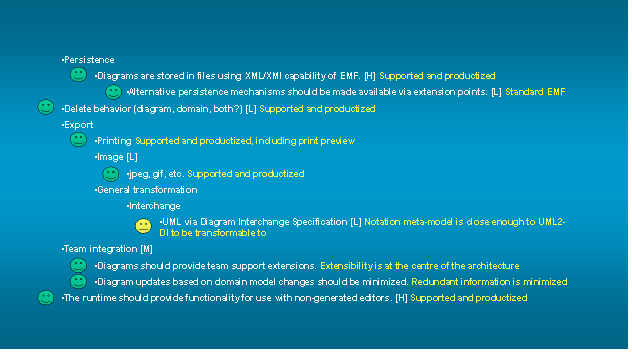 •Persistence
•Diagrams are stored in files using XML/XMI capability of EMF. [H] Supported and productized
•Alternative persistence mechanisms should be made available via extension points. [L] Standard EMF
•Delete behavior (diagram, domain, both?) [L] Supported and productized
•Export
•Printing Supported and productized, including print preview
•Image [L]
•jpeg, gif, etc. Supported and productized
•General transformation
•Interchange
•UML via Diagram Interchange Specification [L] Notation meta-model is close enough to UML2-
DI to be transformable to
•Team integration [M]
•Diagrams should provide team support extensions. Extensibility is at the centre of the architecture
•Diagram updates based on domain model changes should be minimized. Redundant information is minimized
•The runtime should provide functionality for use with non-generated editors. [H] Supported and productized